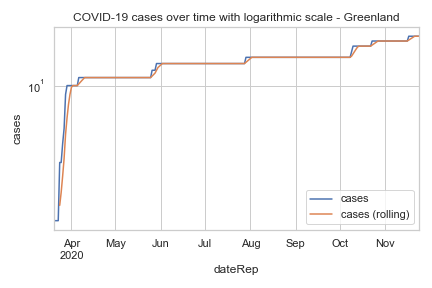 COVID-19 cases over time with logarithmic scale - Greenland
cases
10¹
Apr May Jun Jul Aug Sep Oct Nov
2020
dateRep
cases
cases (rolling)